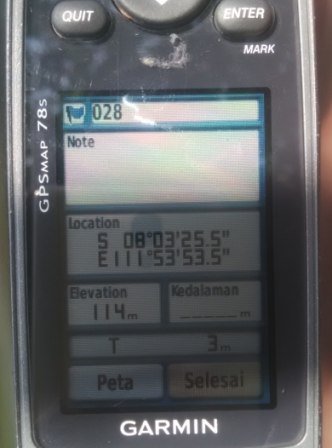 QUIT
ENTER
MARK
GPSMAP 78s
028
Note
Location
S 08°03'25.5"
E111°53'53.5"
Elevation
114m
Kedalaman
_____m
T
3m
Peta
Selesai
GARMIN